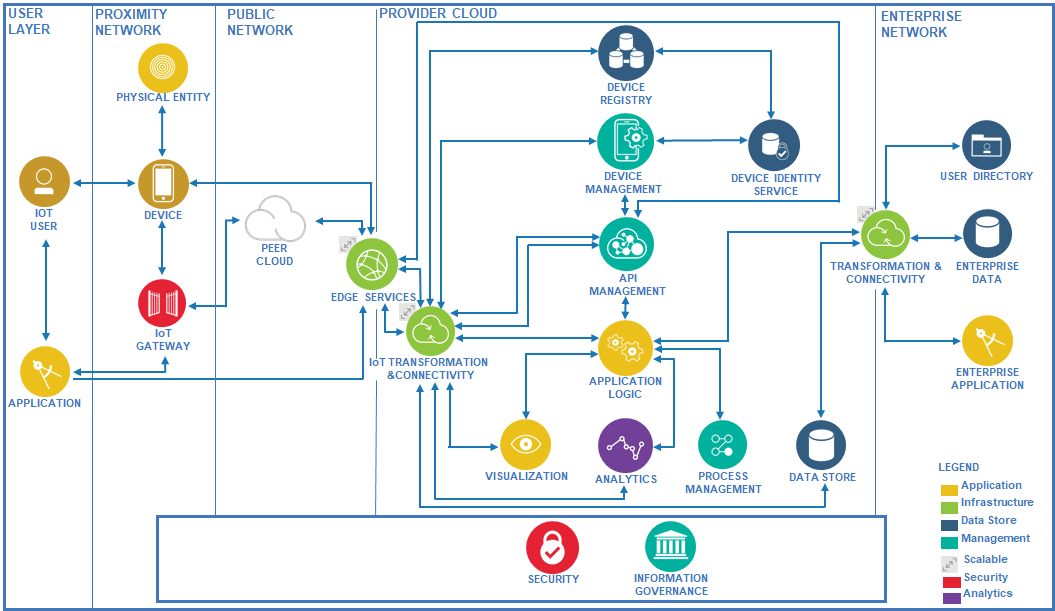 USER
LAYER
PROXIMITY
NETWORK
PUBLIC
NETWORK
PROVIDER CLOUD
ENTERPRISE
NETWORK
PHYSICAL ENTITY
DEVICE
REGISTRY
DEVICE
MANAGEMENT
DEVICE IDENTITY
SERVICE
USER DIRECTORY
IOT
USER
DEVICE
PEER
CLOUD
EDGE SERVICES
API
MANAGEMENT
TRANSFORMATION &
CONNECTIVITY
ENTERPRISE
DATA
IoT
GATEWAY
IoT TRANSFORMATION
&CONNECTIVITY
APPLICATION
LOGIC
ENTERPRISE
APPLICATION
APPLICATION
VISUALIZATION
ANALYTICS
PROCESS
MANAGEMENT
DATA STORE
SECURITY
INFORMATION
GOVERNANCE
LEGEND
Application
Infrastructure
Data Store
Management
Scalable
Security
Analytics